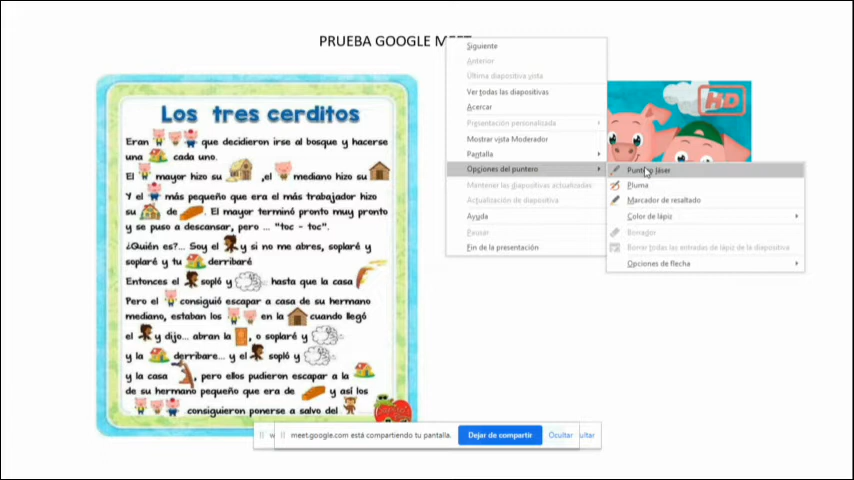 PRUEBA GOOGLE MEET
Los tres cerditos
Eran que decidieron irse al bosque y hacerse
una cada uno.
El mayor hizo su ,el mediano hizo su
Y el más pequeño que era el más trabajador hizo
su de . El mayor terminó pronto muy pronto
y se puso a descansar, pero ... "toc - toc".
¿Quién es?... Soy el y si no me abres, soplaré y
soplaré y tu derribaré
Entonces el sopló y hasta que la casa
Pero el consiguió escapar a casa de su hermano
mediano, estaban los en la cuando llegó
el y dijo... abran la , o soplaré y
y la derribare... y el sopló y
y la casa , pero ellos pudieron escapar a la
de su hermano pequeño que era de y así los
consiguieron ponerse a salvo del
Siguiente
Anterior
Última diapositiva vista
Ver todas las diapositivas
Acercar
Presentación personalizada
Mostrar vista Moderador
Pantalla
Opciones del puntero
Mantener las diapositivas actualizadas
Actualización de diapositiva
Ayuda
Pausar
Fin de la presentación
HD
Puntero láser
Pluma
Marcador de resaltado
Color de lápiz
Borrador
Borrar todas las entradas de lápiz de la diapositiva
Opciones de flecha
meet.google.com está compartiendo tu pantalla.
Dejar de compartir
Ocultar
ultar